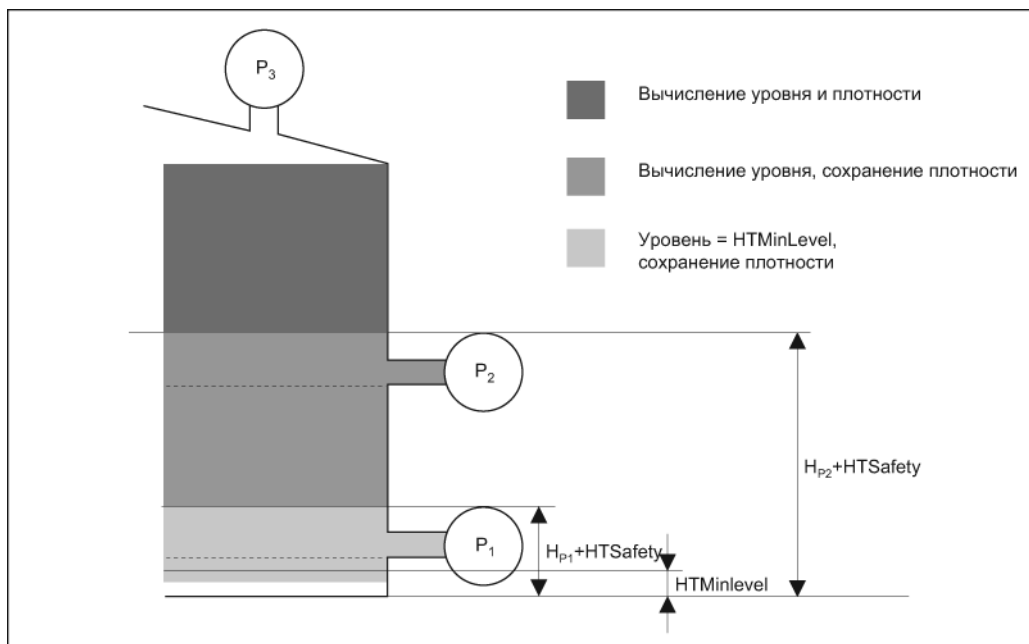 P3
Вычисление уровня и плотности
Вычисление уровня, сохранение плотности
Уровень = HTMinLevel,
сохранение плотности
P2
HP2+HTSafety
P1
HP1+HTSafety
HTMinlevel